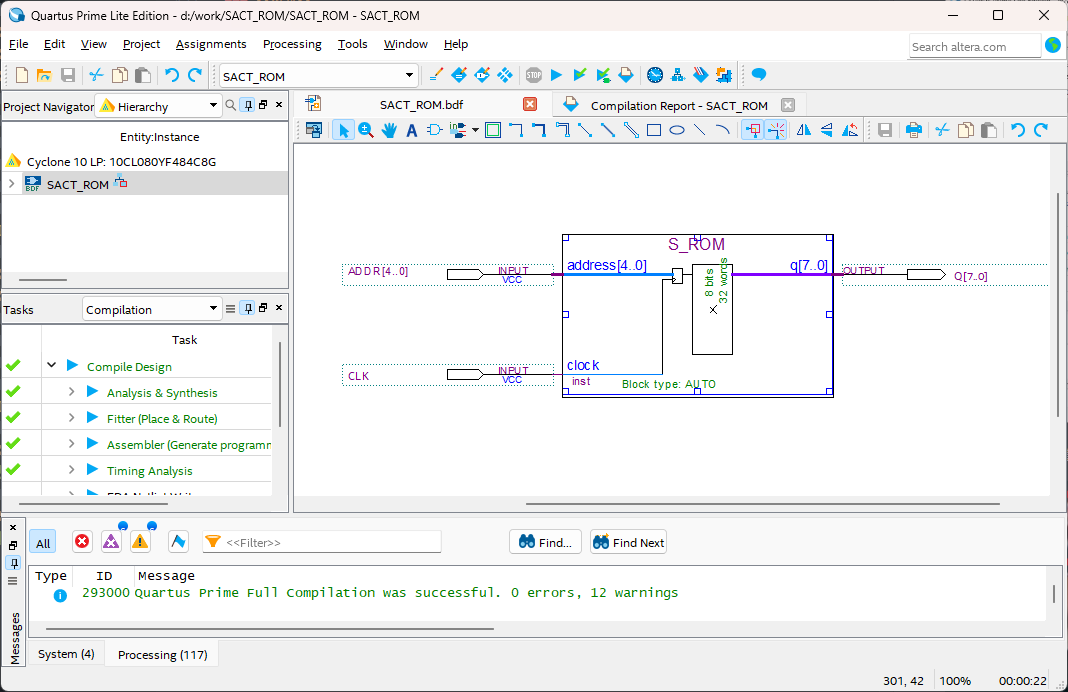 Quartus Prime Lite Edition - d:/work/SACT_ROM/SACT_ROM - SACT_ROM
File Edit View Project Assignments Processing Tools Window Help
Search altera.com
SACT_ROM
STOP
Project Navigator Hierarchy
SACT_ROM.bdf
Compilation Report - SACT_ROM
Entity:Instance
Cyclone 10 LP: 10CL080YF484C8G
BDF SACT_ROM
S_ROM
ADDR[4..0]
INPUT
VCC
address[4..0]
8 bits
32 words
q[7..0]
OUTPUT
Q[7..0]
CLK
INPUT
VCC
clock
inst
Block type: AUTO
Tasks Compilation
Task
Compile Design
Analysis & Synthesis
Fitter (Place & Route)
Assembler (Generate programm
Timing Analysis
All
<<Filter>>
Find...
Find Next
Type ID Message
293000 Quartus Prime Full Compilation was successful. 0 errors, 12 warnings
Messages
System (4) Processing (117)
301, 42 100% 00:00:22